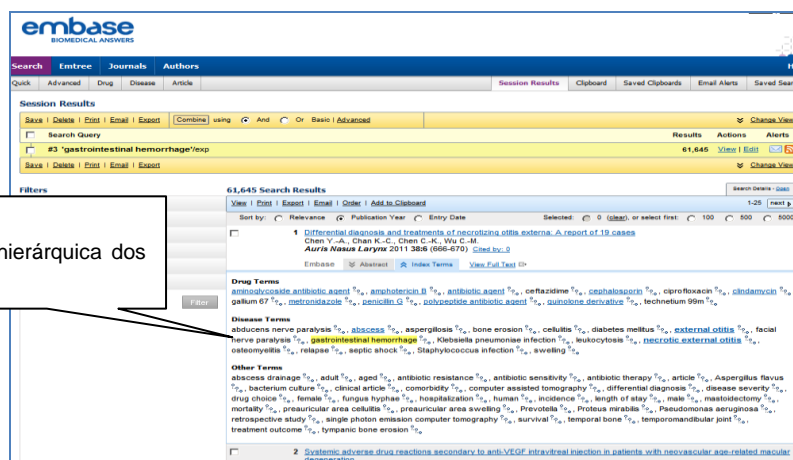 embase
BIOMEDICAL ANSWERS
Search Emtree Journals Authors
Quick Advanced Drug Disease Article Session Results Clipboard Saved Clipboards Email Alerts
Session Results
Save | Delete | Print | Email | Export Combine using And Or Basic | Advanced Change View
Search Query Results Actions Alerts
#3 'gastrointestinal hemorrhage'/exp 61,645 View | Edit
Save | Delete | Print | Email | Export Change View
Filters 61,645 Search Results Search Details - Open
View | Print | Export | Email | Order | Add to Clipboard 1-25 next
Sort by: Relevance Publication Year Entry Date Selected: 0 (clear), or select first: 100 500 5000
hierárquica dos
Filter
1 Differential diagnosis and treatments of necrotizing otitis externa: A report of 19 cases
Chen Y.-A., Chan K.-C., Chen C.-K., Wu C.-M.
Auris Nasus Larynx 2011 38:6 (666-670) Cited by: 0
Embase Abstract Index Terms View Full Text
Drug Terms
aminoglycoside antibiotic agent, amphotericin B, antibiotic agent, ceftazidime, cephalosporin, ciprofloxacin, clindamycin,
gallium 67, metronidazole, penicillin G, polypeptide antibiotic agent, quinolone derivative, technetium 99m,
Disease Terms
abducens nerve paralysis, abscess, aspergillosis, bone erosion, cellulitis, diabetes mellitus, external otitis, facial
nerve paralysis, gastrointestinal hemorrhage, Klebsiella pneumoniae infection, leukocytosis, necrotic external otitis,
osteomyelitis, relapse, septic shock, Staphylococcus infection, swelling,
Other Terms
abscess drainage, adult, aged, antibiotic resistance, antibiotic sensitivity, antibiotic therapy, article, Aspergillus flavus
, bacterium culture, clinical article, comorbidity, computer assisted tomography, differential diagnosis, disease severity,
drug choice, female, fungus hyphae, hospitalization, human, incidence, length of stay, male, mastoidectomy,
mortality, preauricular area cellulitis, preauricular area swelling, Prevotella, Proteus mirabilis, Pseudomonas aeruginosa,
retrospective study, single photon emission computer tomography, survival, temporal bone, temporomandibular joint,
treatment outcome, tympanic bone erosion
2 Systemic adverse drug reactions secondary to anti-VEGF intravitreal injection in patients with neovascular age-related macular
degeneration